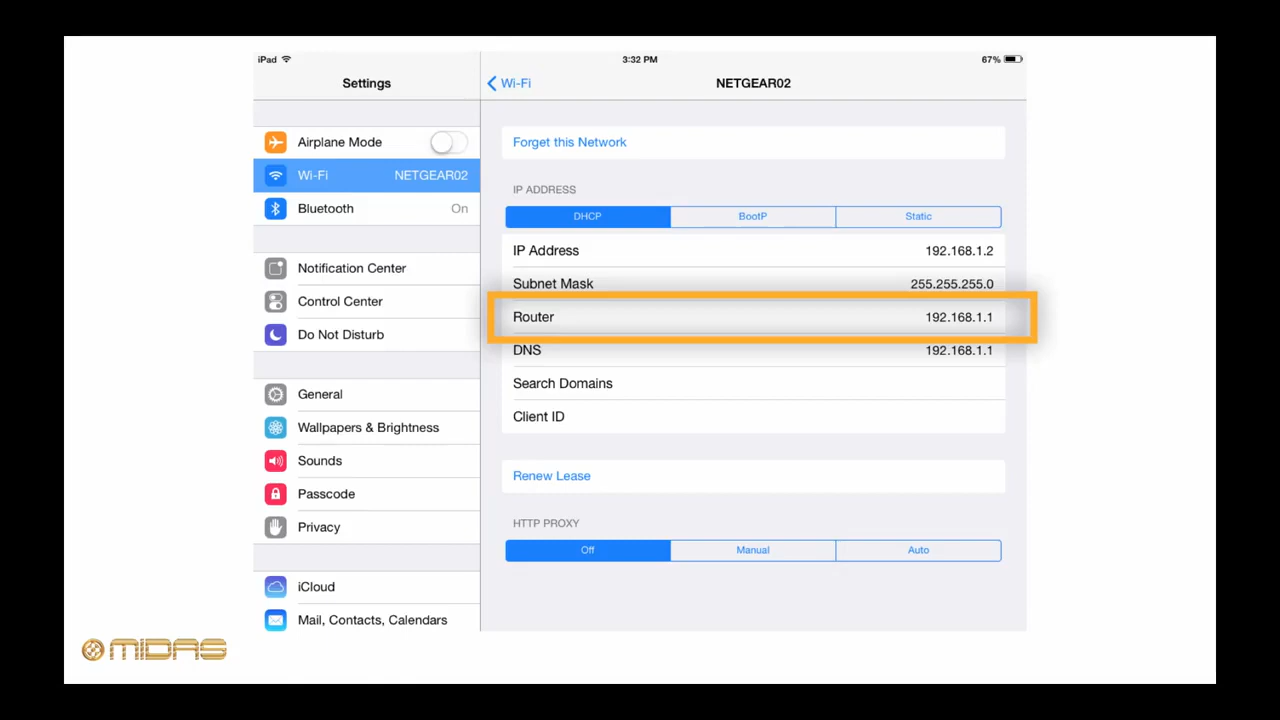 iPad 3:32 PM 67%
Settings
Wi-Fi NETGEAR02
Airplane Mode
Wi-Fi NETGEAR02
Bluetooth On
Notification Center
Control Center
Do Not Disturb
General
Wallpapers & Brightness
Sounds
Passcode
Privacy
iCloud
Mail, Contacts, Calendars
Forget this Network
IP ADDRESS
DHCP BootP Static
IP Address 192.168.1.2
Subnet Mask 255.255.255.0
Router 192.168.1.1
DNS 192.168.1.1
Search Domains
Client ID
Renew Lease
HTTP PROXY
Off Manual Auto
MIDAS